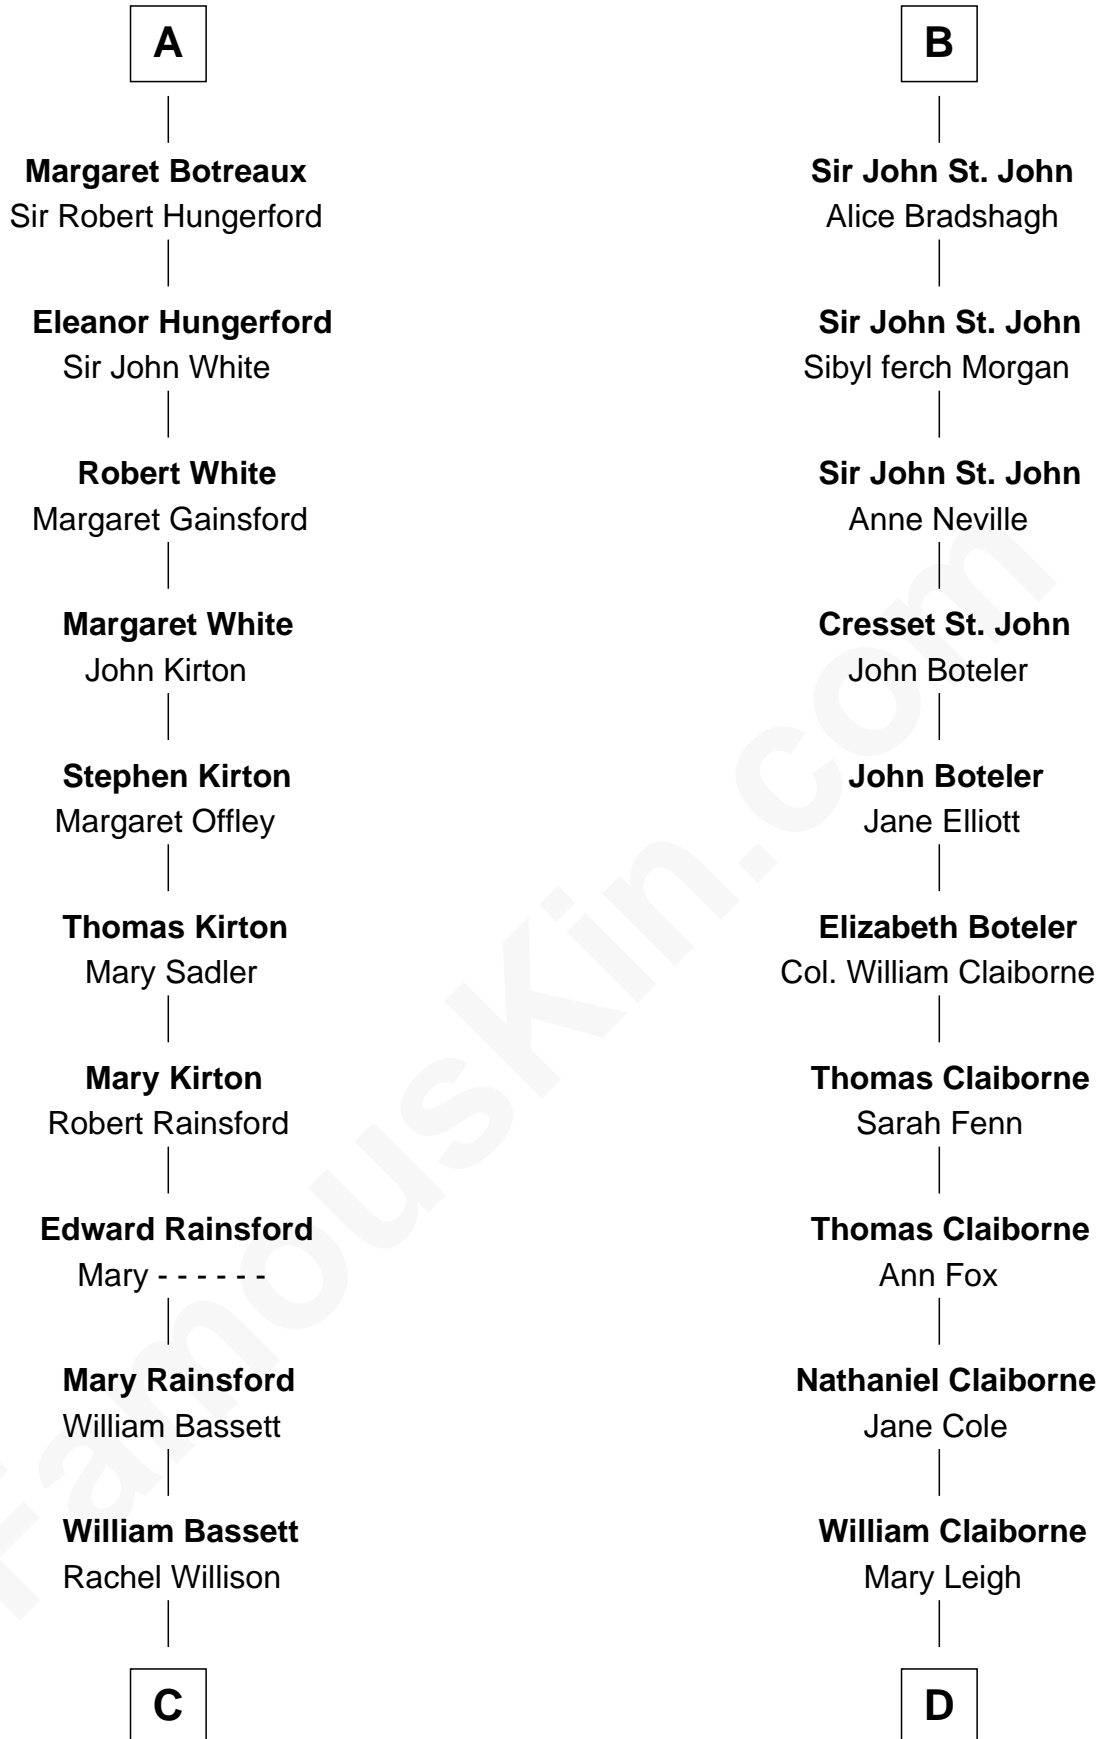 A
Margaret Botreaux
Sir Robert Hungerford
Eleanor Hungerford
Sir John White
Robert White
Margaret Gainsford
Margaret White
John Kirton
Stephen Kirton
Margaret Offley
Thomas Kirton
Mary Sadler
Mary Kirton
Robert Rainsford
Edward Rainsford
Mary - - - - - -
Mary Rainsford
William Bassett
William Bassett
Rachel Willison
C
B
Sir John St. John
Alice Bradshagh
Sir John St. John
Sibyl ferch Morgan
Sir John St. John
Anne Neville
Cresset St. John
John Boteler
John Boteler
Jane Elliott
Elizabeth Boteler
Col. William Claiborne
Thomas Claiborne
Sarah Fenn
Thomas Claiborne
Ann Fox
Nathaniel Claiborne
Jane Cole
William Claiborne
Mary Leigh
D
FamousKin.com